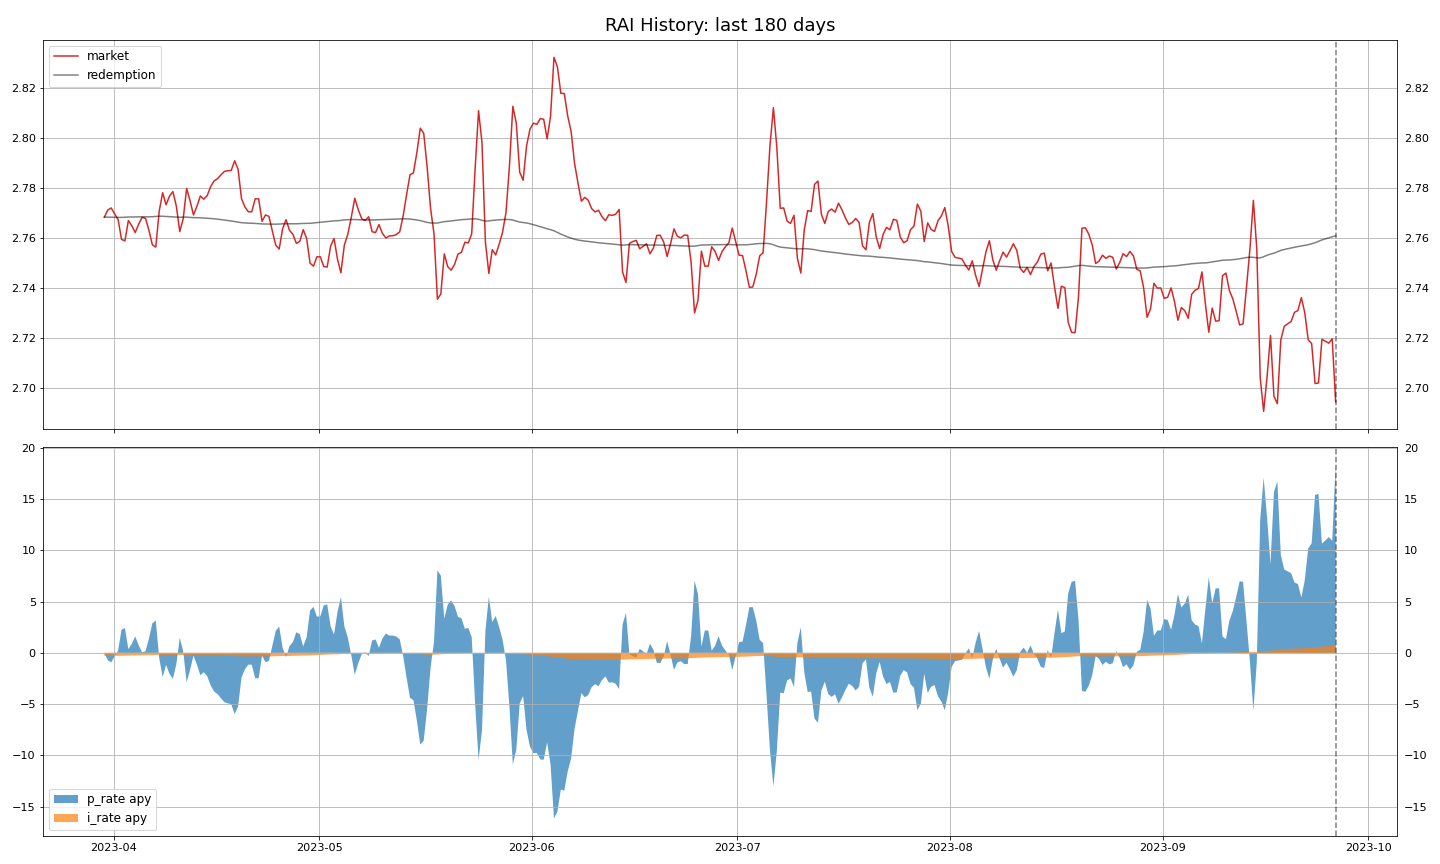 RAI History: last 180 days
market
redemption
2.82 2.82
2.80 2.80
2.78 2.78
2.76 2.76
2.74 2.74
2.72 2.72
2.70 2.70
20 20
15 15
10 10
5 5
0 0
−5 −5
−10 −10
−15 −15
p_rate apy
i_rate apy
2023-04 2023-05 2023-06 2023-07 2023-08 2023-09 2023-10